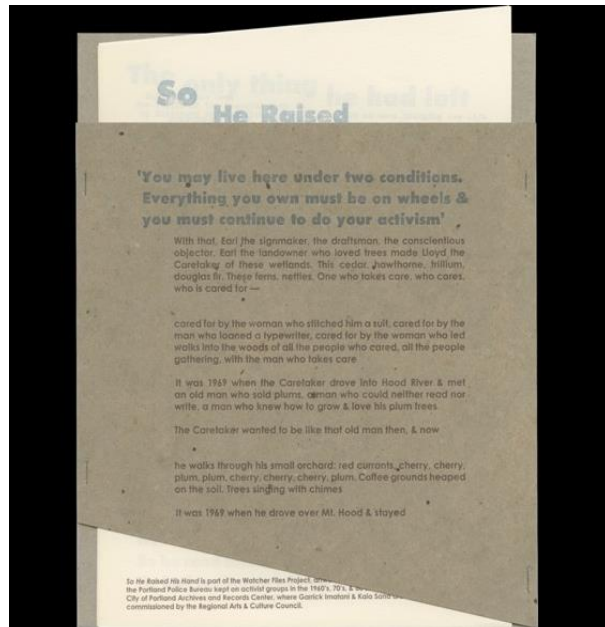 The only thing
he had left
So
He Raised
'You may live here under two conditions.
Everything you own must be on wheels &
you must continue to do your activism'
With that, Earl the signmaker, the draftsman, the conscientious
objector, Earl the landowner who loved trees made Lloyd the
Caretaker of these wetlands. This cedar, hawthorne, trillium,
douglas fir. These ferns, nettles. One who takes care, who cares,
who is cared for —
cared for by the woman who stitched him a suit, cared for by the
man who loaned a typewriter, cared for by the woman who led
walks into the woods of all the people who cared, all the people
gathering, with the man who takes care
It was 1969 when the Caretaker drove into Hood River & met
an old man who sold plums, a man who could neither read nor
write, a man who knew how to grow & love his plum trees
The Caretaker wanted to be like that old man then, & now
he walks through his small orchard: red currants, cherry, cherry,
plum, plum, cherry, cherry, cherry, plum. Coffee grounds heaped
on the soil. Trees singing with chimes
It was 1969 when he drove over Mt. Hood & stayed
So He Raised His Hand is part of the Watcher Files Project,
the Portland Police Bureau kept on activist groups in the 1960's, 70's, &
City of Portland Archives and Records Center, where Garrick Imatani & Kaia Sand
commissioned by the Regional Arts & Culture Council.